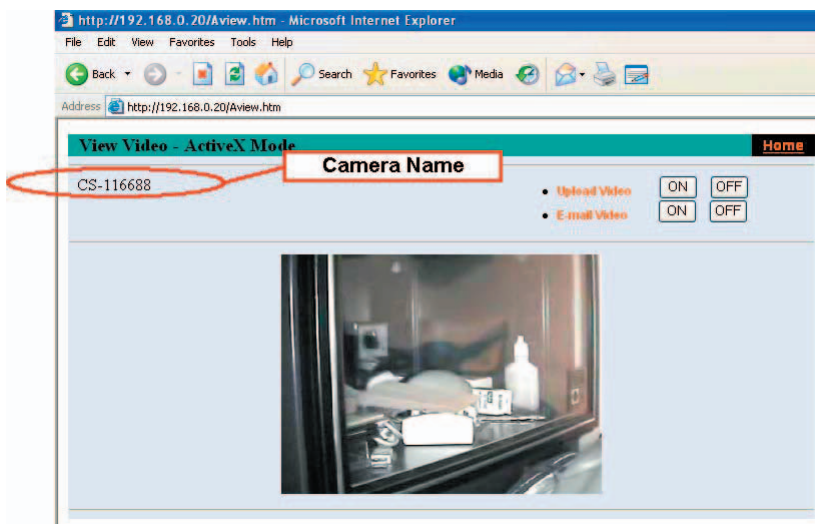 http://192.168.0.20/Aview.htm - Microsoft Internet Explorer
File Edit View Favorites Tools Help
Back Search Favorites Media
Address http://192.168.0.20/Aview.htm
View Video - ActiveX Mode Home
Camera Name
CS-116688
Upload Video ON OFF
E-mail Video ON OFF